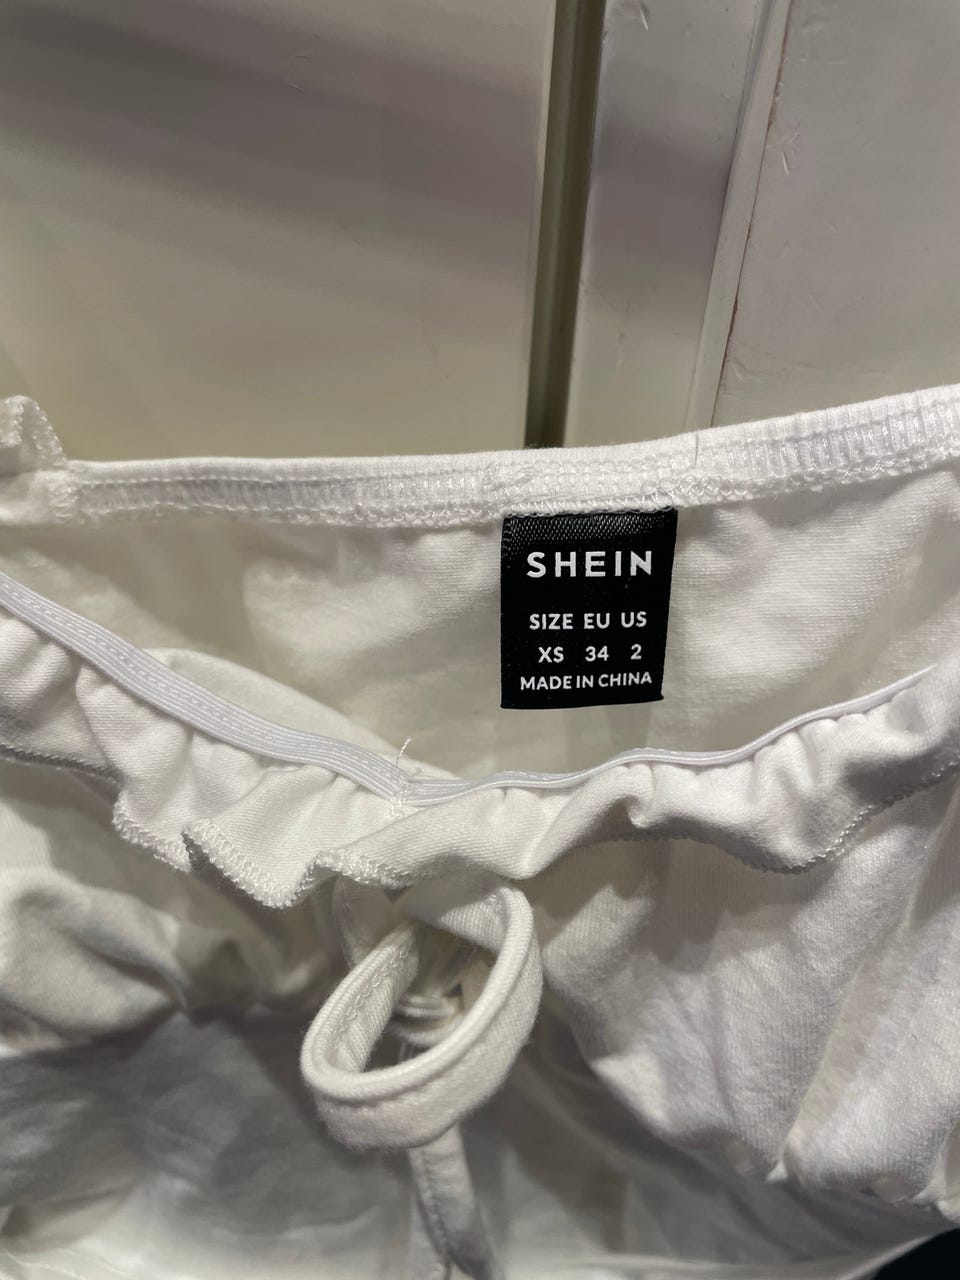 SHEIN
SIZE EU US
XS 34 2
MADE IN CHINA